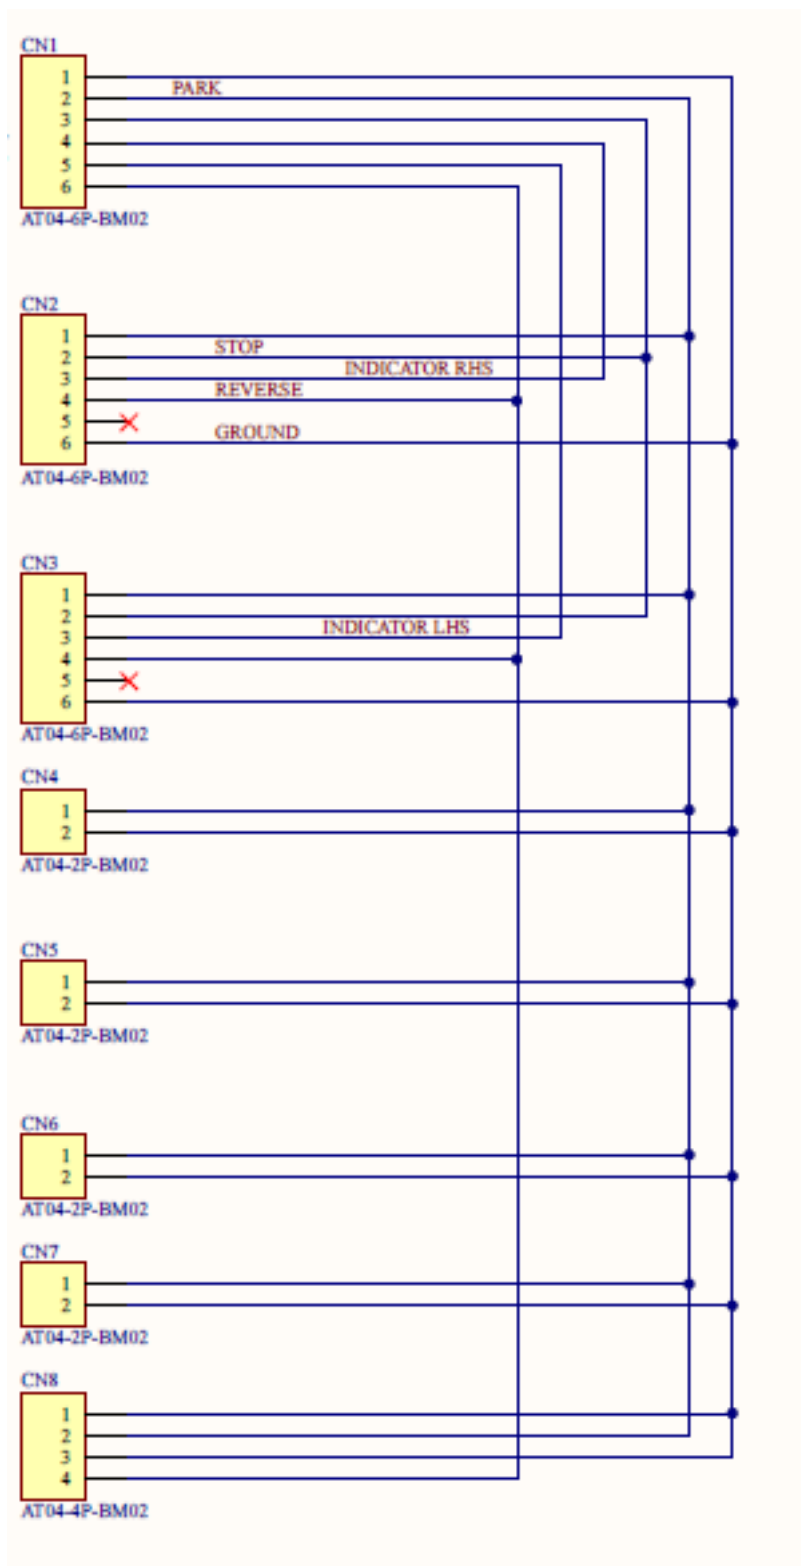 CN1
1
PARK
2
3
4
5
6
AT04-6P-BM02
CN2
1
STOP
2
INDICATOR RHS
3
REVERSE
4
5
GROUND
6
AT04-6P-BM02
CN3
1
2
INDICATOR LHS
3
4
5
6
AT04-6P-BM02
CN4
1
2
AT04-2P-BM02
CN5
1
2
AT04-2P-BM02
CN6
1
2
AT04-2P-BM02
CN7
1
2
AT04-2P-BM02
CN8
1
2
3
4
AT04-4P-BM02